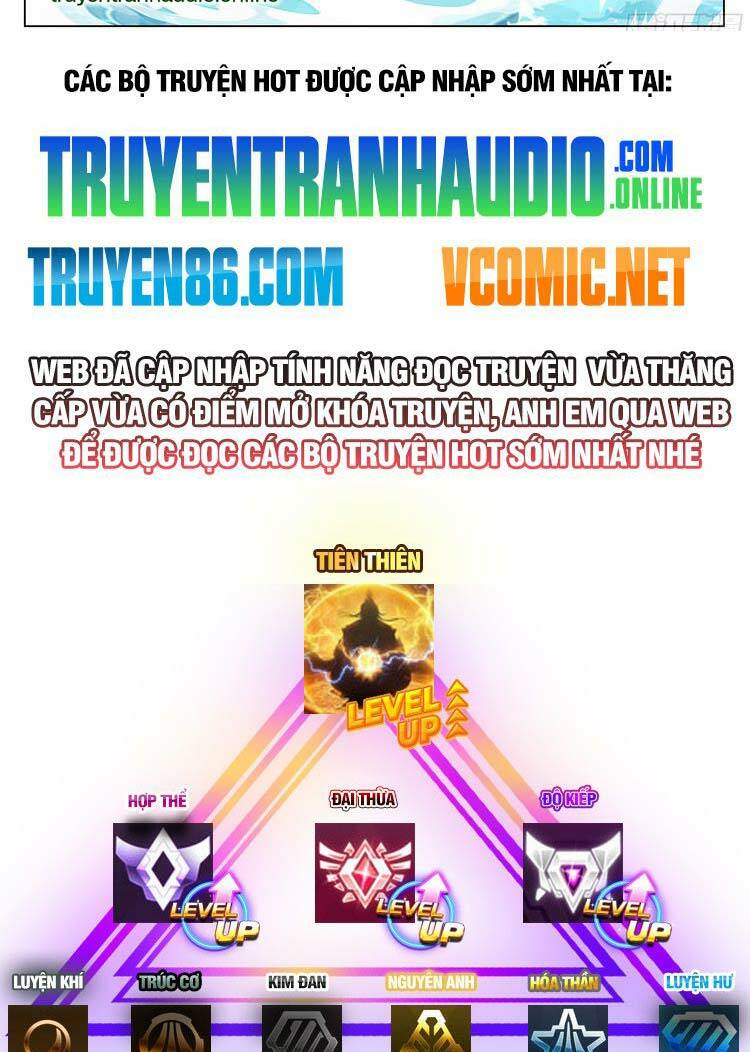 truyentranhaudio.online
CÁC BỘ TRUYỆN HOT ĐƯỢC CẬP NHẬP SỚM NHẤT TẠI:
TRUYENTRANHAUDIO .COM
.ONLINE
TRUYEN86.COM VCOMIC.NET
WEB ĐÃ CẬP NHẬP TÍNH NĂNG ĐỌC TRUYỆN VỪA THĂNG
CẤP VỪA CÓ ĐIỂM MỞ KHÓA TRUYỆN, ANH EM QUA WEB
ĐỂ ĐƯỢC ĐỌC CÁC BỘ TRUYỆN HOT SỚM NHẤT NHÉ
TIÊN THIÊN
LEVEL
UP
HỢP THỂ ĐẠI THỪA ĐỘ KIẾP
LEVEL LEVEL LEVEL
UP UP UP
LUYỆN KHÍ TRÚC CƠ KIM ĐAN NGUYÊN ANH HÓA THẦN LUYỆN HƯ